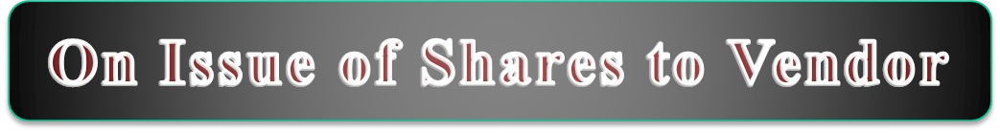 On Issue of Shares to Vendor